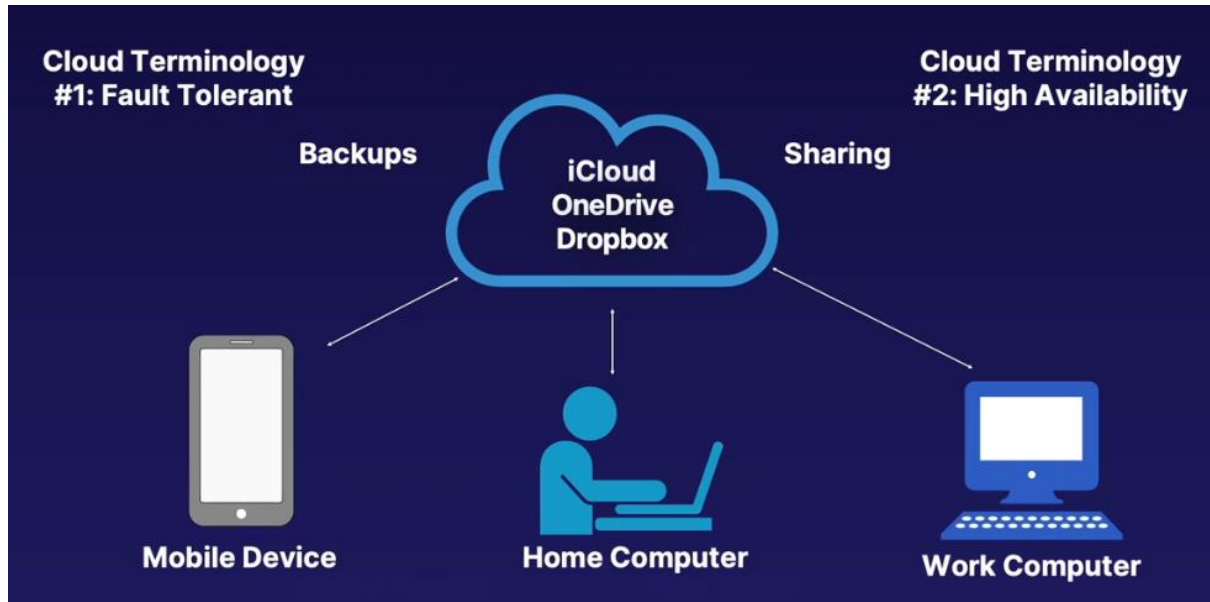 Cloud Terminology
#1: Fault Tolerant
Cloud Terminology
#2: High Availability
Backups
Sharing
iCloud
OneDrive
Dropbox
Mobile Device
Home Computer
Work Computer